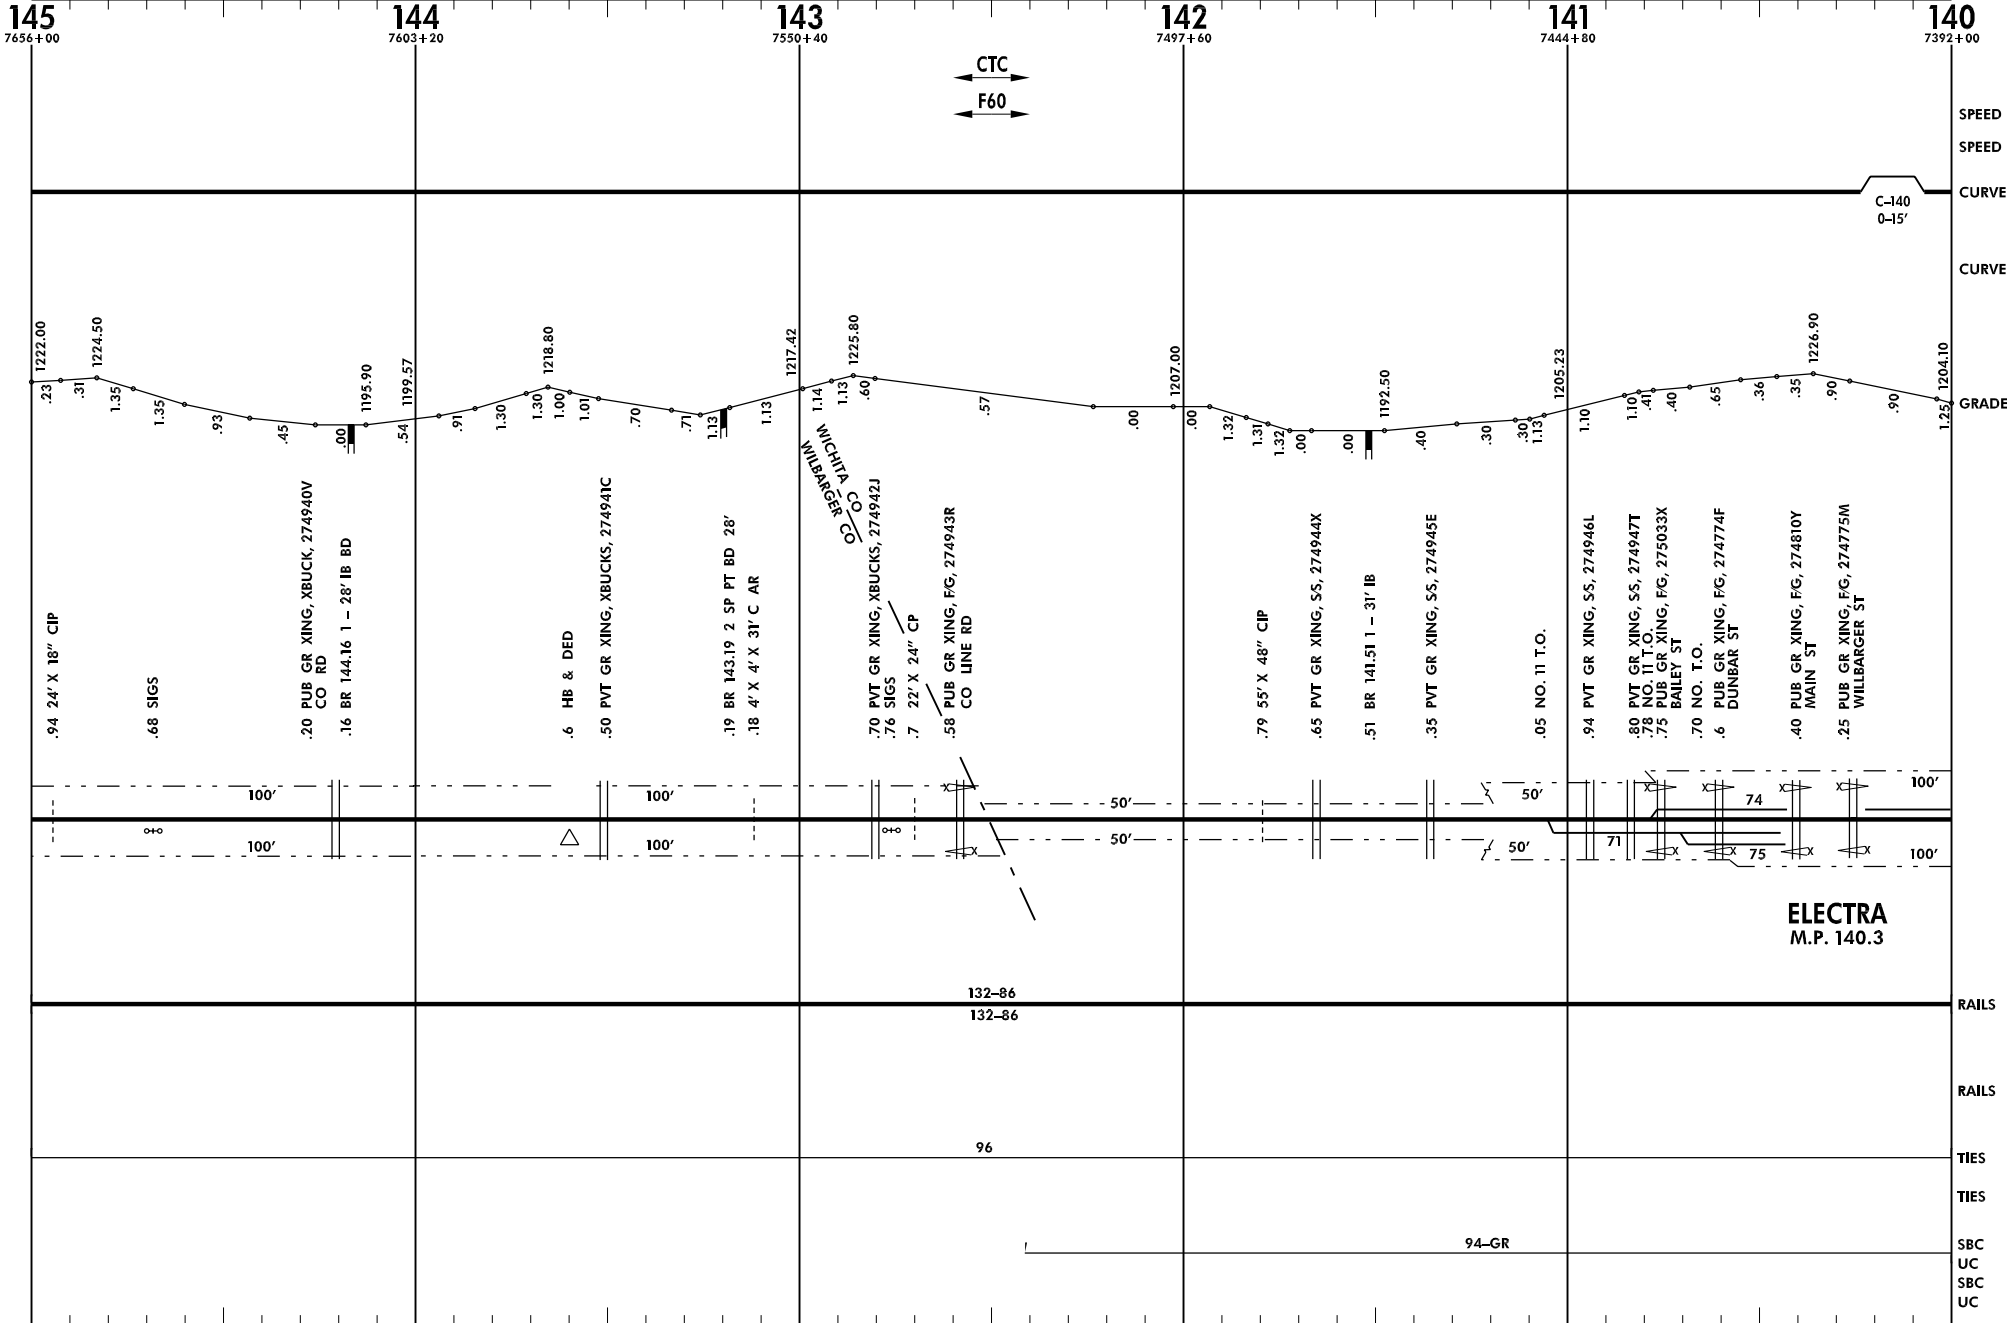 145 144 143 142 141 140
7656+00 7603+20 7550+40 7497+60 7444+80 7392+00
CTC
F60
SPEED
SPEED
CURVE
C-140
0-15'
CURVE
1222.00 1224.50 1195.90 1199.57 1218.80 1217.42 1225.80 1207.00 1192.50 1205.23 1226.90 1204.10
GRADE
.23 .31 1.35 1.35 .93 .45 .00 .54 .91 1.30 1.30 1.00 1.01 .70 .71 1.13 1.13 1.14 1.13 .60 .57 .00 .00 1.32 1.31 1.32 .00 .00 .40 .30 .30 1.13 1.10 1.10 .41 .40 .65 .36 .35 .90 .90 1.25
WICHITA CO
WILBARGER CO
.94 24' X 18" CIP
.68 SIGS
.20 PUB GR XING, XBUCK, 274940V
CO RD
.16 BR 144.16 1 - 28' IB BD
.6 HB & DED
.50 PVT GR XING, XBUCKS, 274941C
.19 BR 143.19 2 SP PT BD 28'
.18 4' X 4' X 31' C AR
.70 PVT GR XING, XBUCKS, 274942J
.76 SIGS
.7 22' X 24" CP
.58 PUB GR XING, F/G, 274943R
CO LINE RD
.79 55' X 48" CIP
.65 PVT GR XING, S/S, 274944X
.51 BR 141.51 1 - 31' IB
.35 PVT GR XING, S/S, 274945E
.05 NO. 11 T.O.
.94 PVT GR XING, S/S, 274946L
.80 PVT GR XING, S/S, 274947T
.78 NO. 11 T.O.
.75 PUB GR XING, F/G, 275033X
BAILEY ST
.70 NO. T.O.
.6 PUB GR XING, F/G, 274774F
DUNBAR ST
.40 PUB GR XING, F/G, 274810Y
MAIN ST
.25 PUB GR XING, F/G, 274775M
WILLBARGER ST
100' 100' 50' 50' 74 100'
X X X X X
100' 100' 50' 50' 71 75 100'
X X X X X
ELECTRA
M.P. 140.3
132-86
RAILS
132-86
RAILS
96
TIES
TIES
94-GR
SBC
UC
SBC
UC